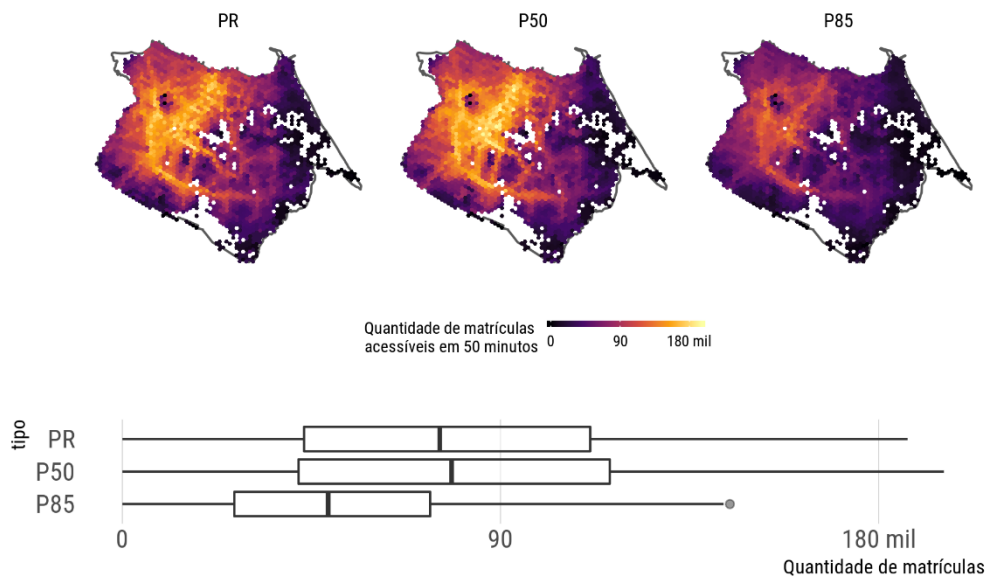 PR P50 P85
Quantidade de matrículas
acessíveis em 50 minutos
0 90 180 mil
tipo
PR
P50
P85
0 90 180 mil
Quantidade de matrículas